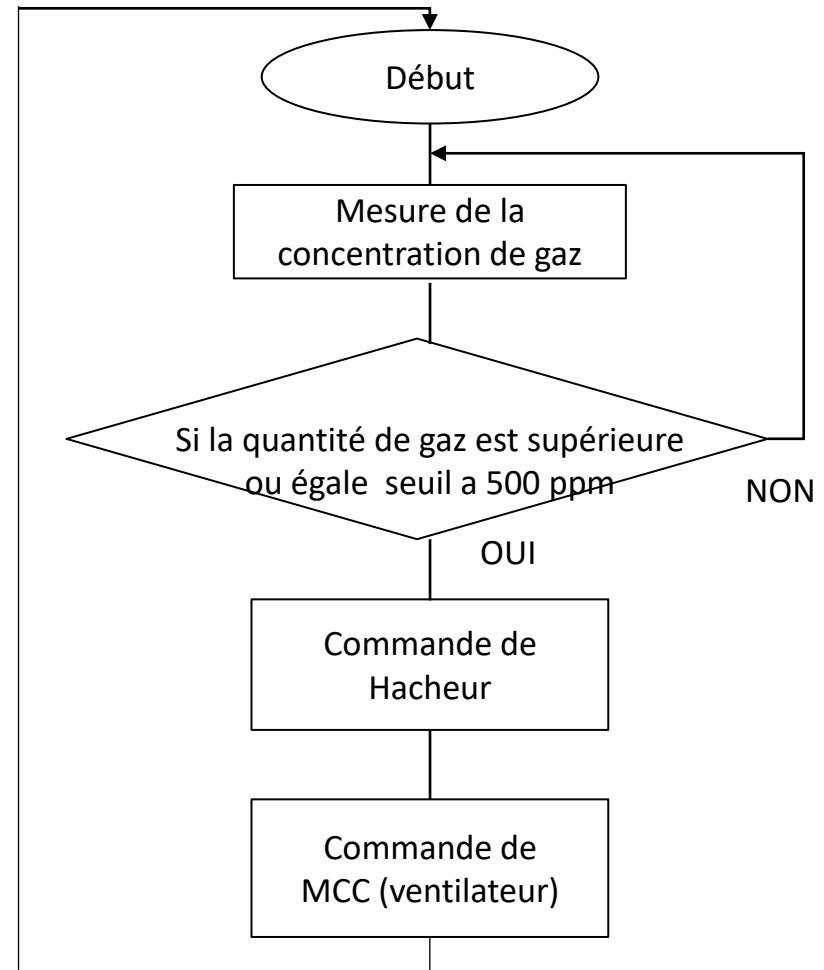 Début
Mesure de la
concentration de gaz
Si la quantité de gaz est supérieure
ou égale  seuil a 500 ppm
NON
OUI
Commande de
Hacheur
Commande de
MCC (ventilateur)